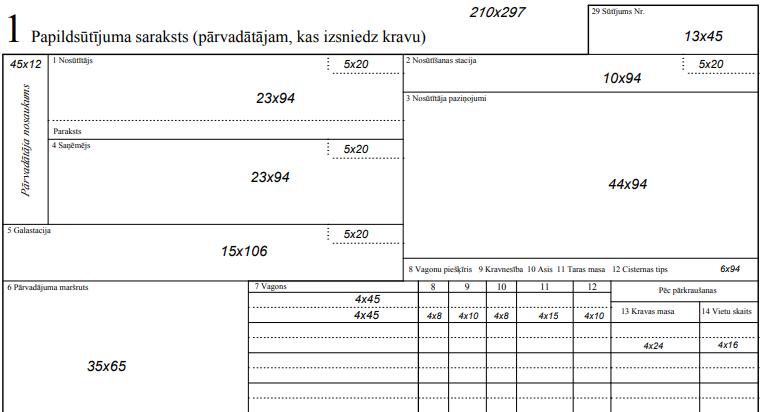 210x297
29 Sūtījums Nr.
13x45
1 Papildsūtījuma saraksts (pārvadātājam, kas izsniedz kravu)
45x12
Pārvadātāja nosaukums
1 Nosūtītājs
5x20
23x94
Paraksts
2 Nosūtīšanas stacija
5x20
10x94
3 Nosūtītāja paziņojumi
44x94
4 Saņēmējs
5x20
23x94
5 Galastacija
5x20
15x106
8 Vagonu piešķīris 9 Kravnesība 10 Asis 11 Taras masa 12 Cisternas tips 6x94
6 Pārvadājuma maršruts
35x65
7 Vagons 8 9 10 11 12 Pēc pārkraušanas
4x45
4x45 4x8 4x10 4x8 4x15 4x10
13 Kravas masa 14 Vietu skaits
4x24 4x16